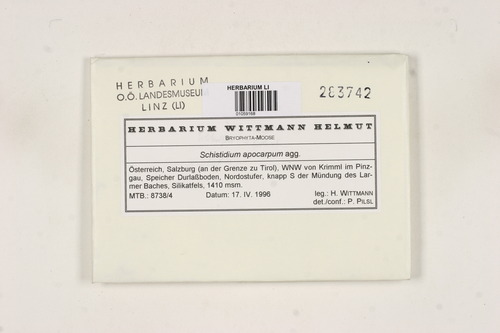 HERBARIUM
O.Ö. LANDESMUSEUM
LINZ (LI)
HERBARIUM LI
01059188
283742
HERBARIUM WITTMANN HELMUT
BRYOPHYTA-MOOSE
Schistidium apocarpum agg.
Österreich, Salzburg (an der Grenze zu Tirol), WNW von Krimml im Pinz-
gau, Speicher Durlaßboden, Nordostufer, knapp S der Mündung des Lar-
mer Baches, Silikatfels, 1410 msm.
MTB.: 8738/4 Datum: 17. IV. 1996 leg.: H. WITTMANN
det./conf.: P. PILSL